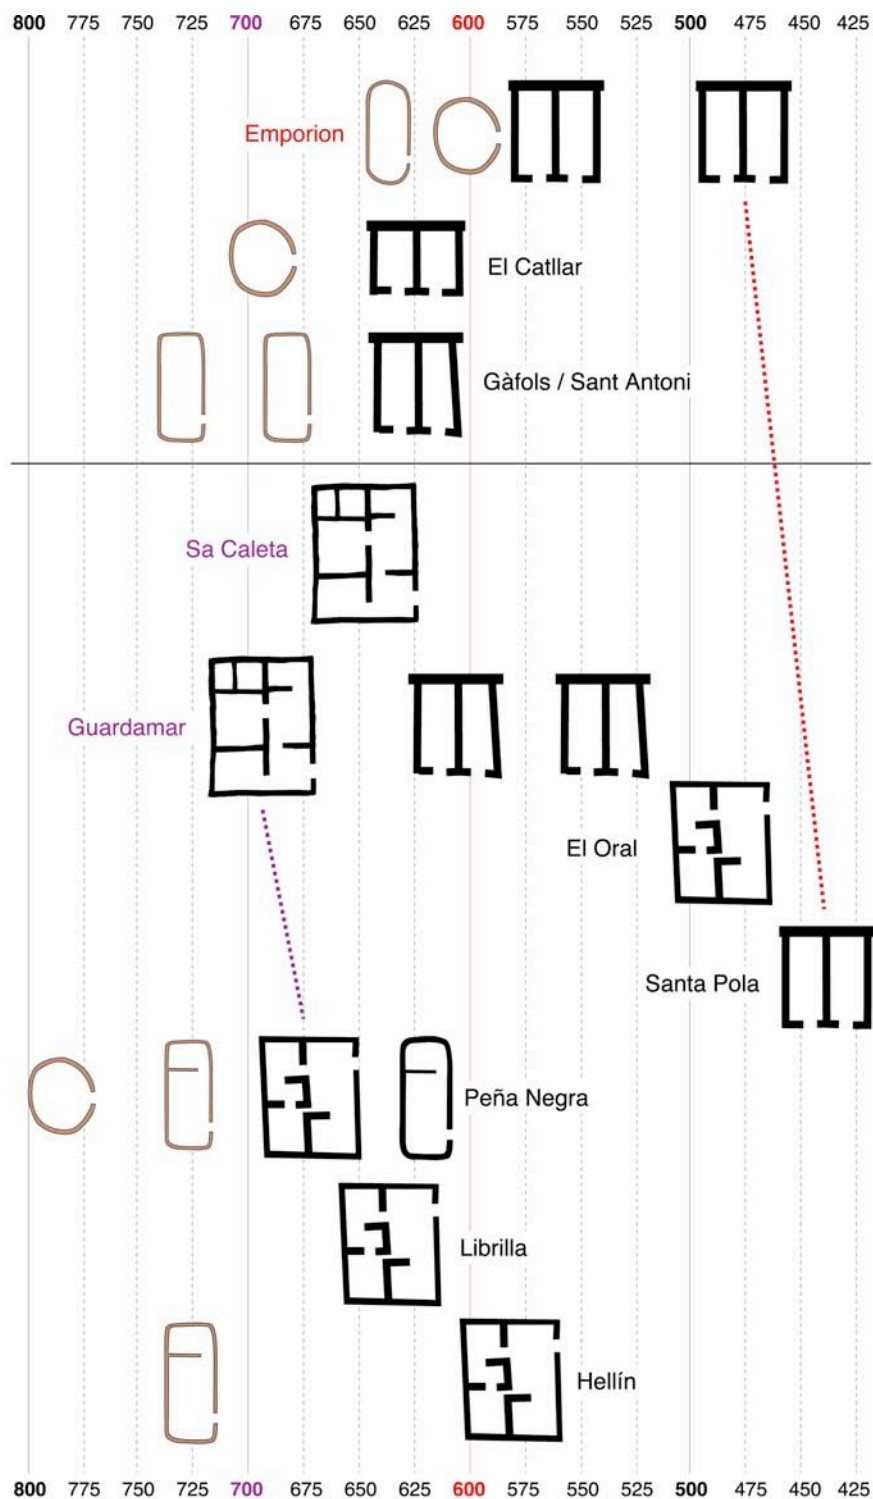 800 775 750 725 700 675 650 625 600 575 550 525 500 475 450 425
Emporion
El Catllar
Gàfols / Sant Antoni
Sa Caleta
Guardamar
El Oral
Santa Pola
Peña Negra
Librilla
Hellín
800 775 750 725 700 675 650 625 600 575 550 525 500 475 450 425